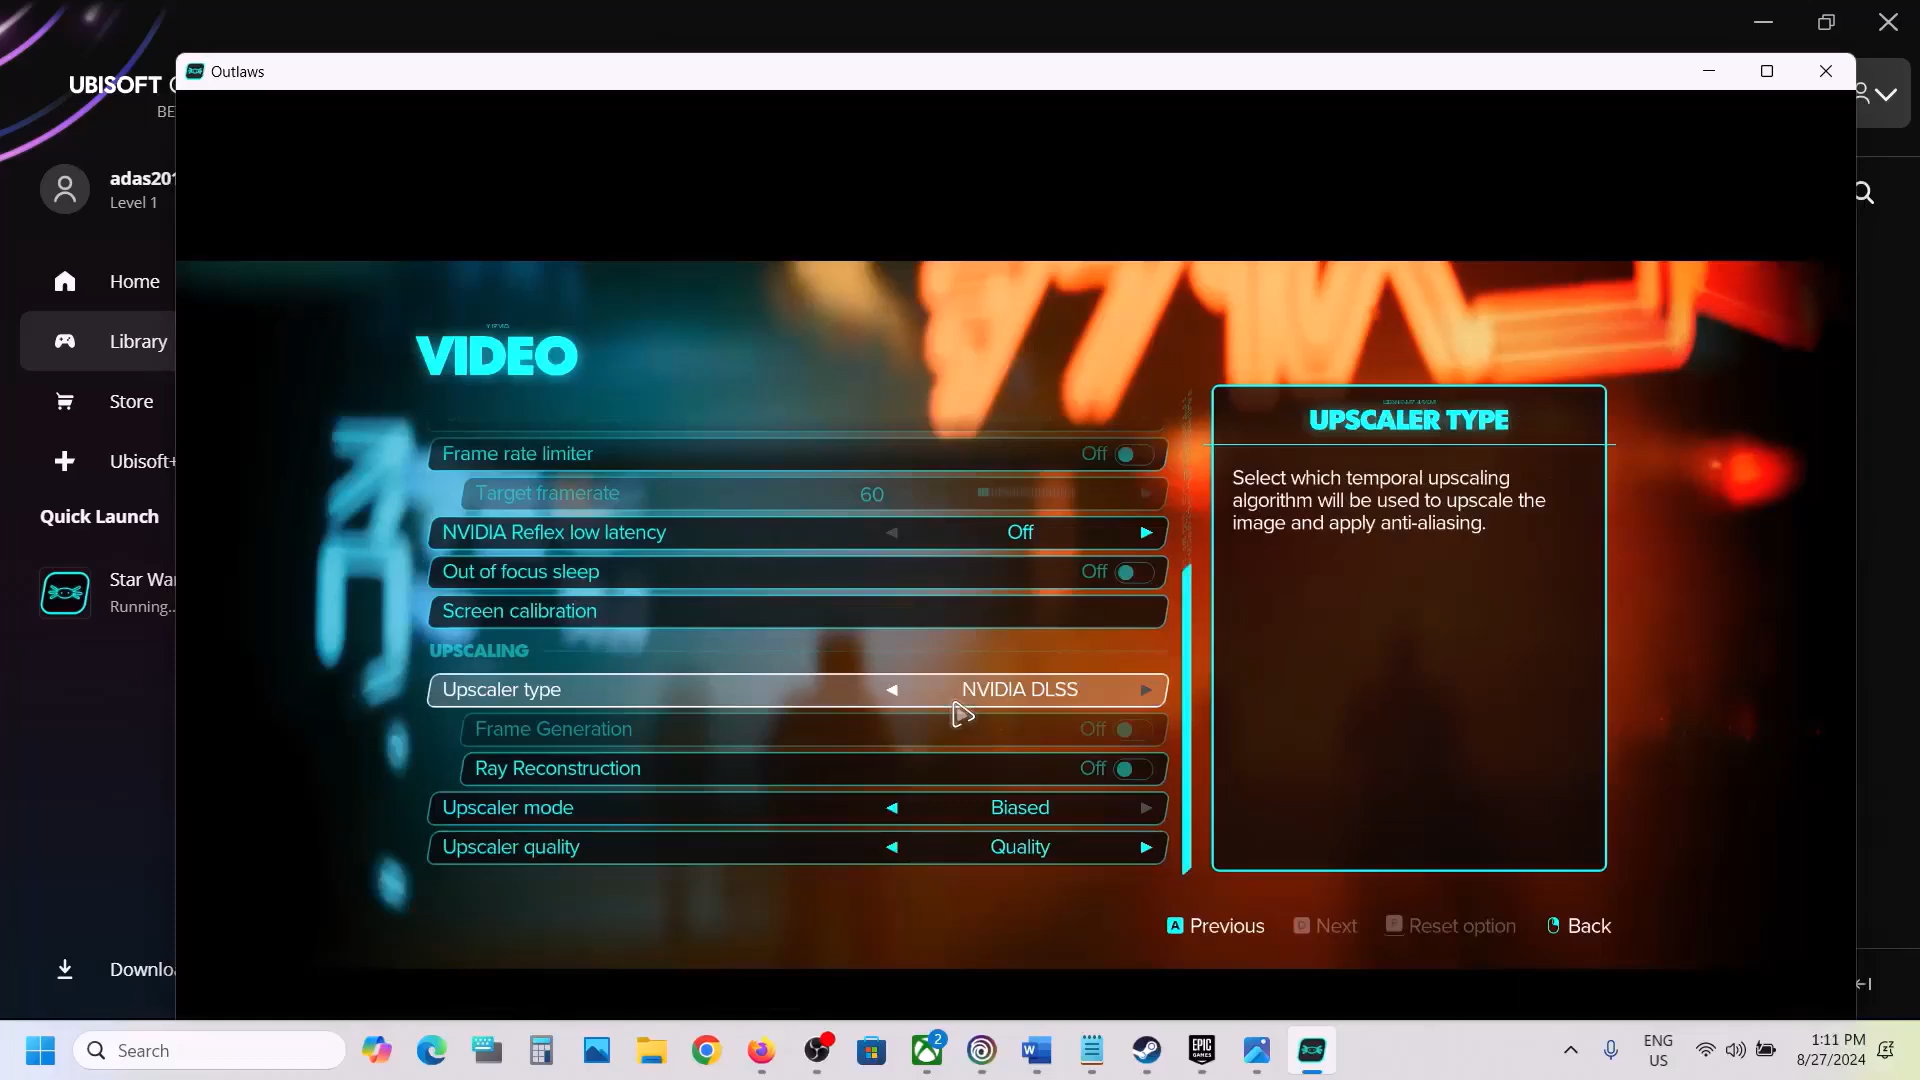 UBISOFT
BE
Outlaws
adas201
Level 1
Home
Library
Store
Ubisoft+
Quick Launch
Star Wa
Running...
Downlo
VIDEO
Frame rate limiter Off
Target framerate 60
NVIDIA Reflex low latency Off
Out of focus sleep Off
Screen calibration
UPSCALING
Upscaler type NVIDIA DLSS
Frame Generation Off
Ray Reconstruction Off
Upscaler mode Biased
Upscaler quality Quality
UPSCALER TYPE
Select which temporal upscaling
algorithm will be used to upscale the
image and apply anti-aliasing.
A Previous Next Reset option Back
Search
2
EPIC
GAMES
ENG
US
1:11 PM
8/27/2024